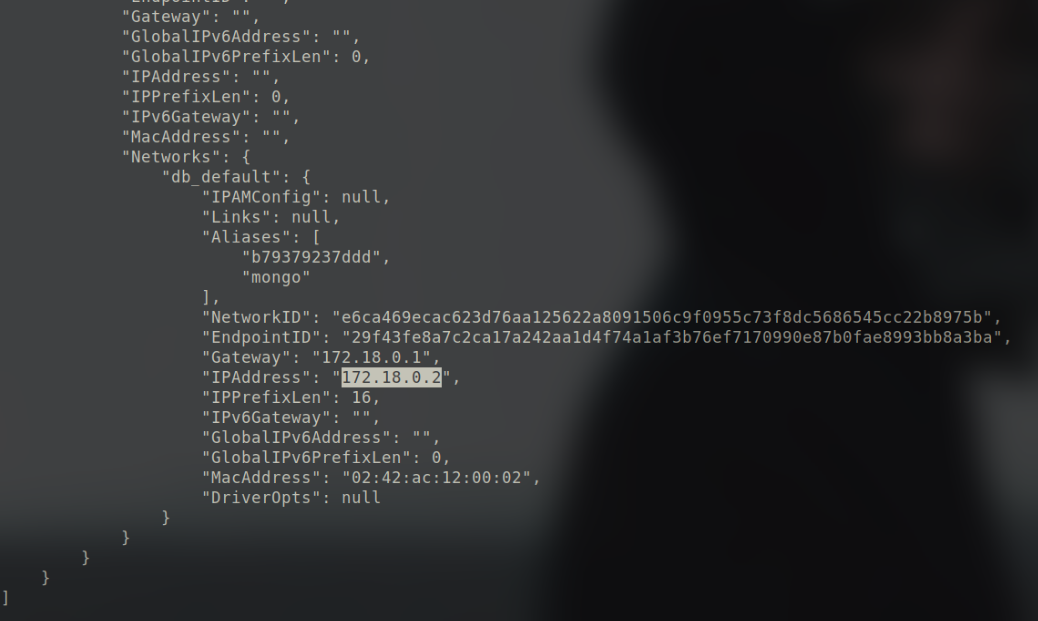 "Gateway": "",
"GlobalIPv6Address": "",
"GlobalIPv6PrefixLen": 0,
"IPAddress": "",
"IPPrefixLen": 0,
"IPv6Gateway": "",
"MacAddress": "",
"Networks": {
"db_default": {
"IPAMConfig": null,
"Links": null,
"Aliases": [
"b79379237ddd",
"mongo"
],
"NetworkID": "e6ca469ecac623d76aa125622a8091506c9f0955c73f8dc5686545cc22b8975b",
"EndpointID": "29f43fe8a7c2ca17a242aa1d4f74a1af3b76ef7170990e87b0fae8993bb8a3ba",
"Gateway": "172.18.0.1",
"IPAddress": "172.18.0.2",
"IPPrefixLen": 16,
"IPv6Gateway": "",
"GlobalIPv6Address": "",
"GlobalIPv6PrefixLen": 0,
"MacAddress": "02:42:ac:12:00:02",
"DriverOpts": null
}
}
}
}
]